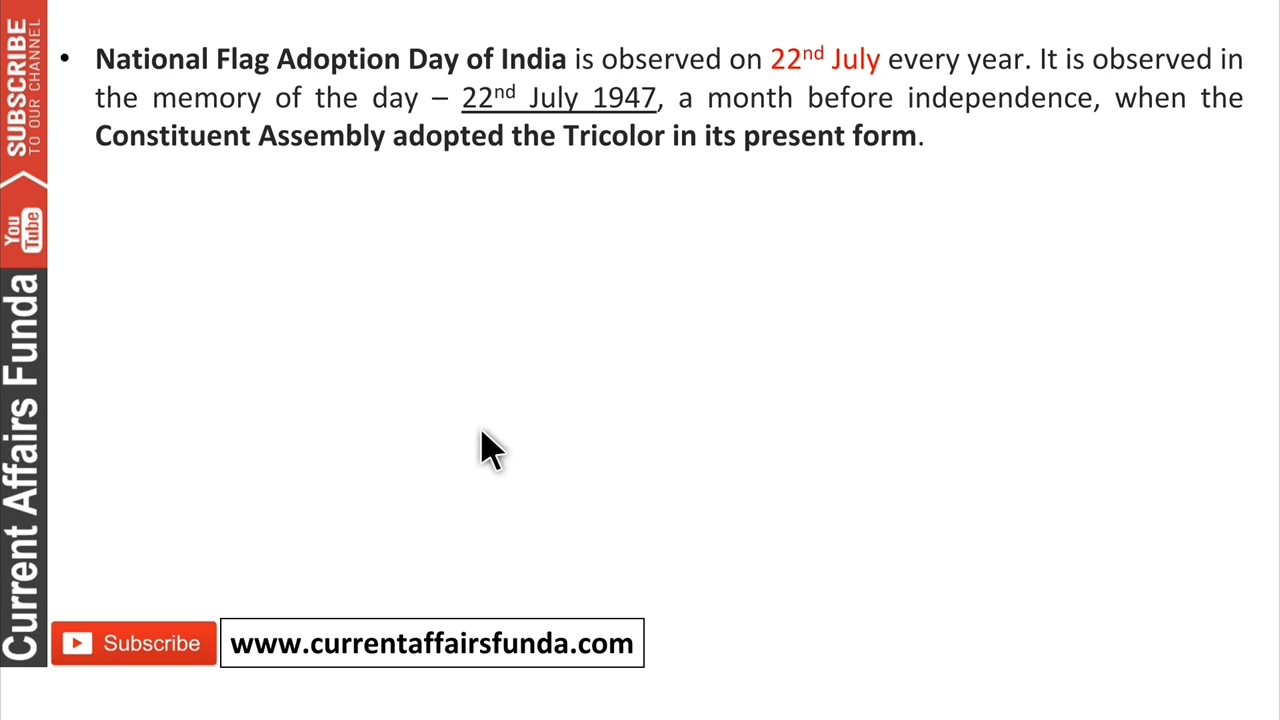 • National Flag Adoption Day of India is observed on 22nd July every year. It is observed in
the memory of the day – 22nd July 1947, a month before independence, when the
Constituent Assembly adopted the Tricolor in its present form.
SUBSCRIBE
TO OUR CHANNEL
You
Tube
Current Affairs Funda
Subscribe
www.currentaffairsfunda.com